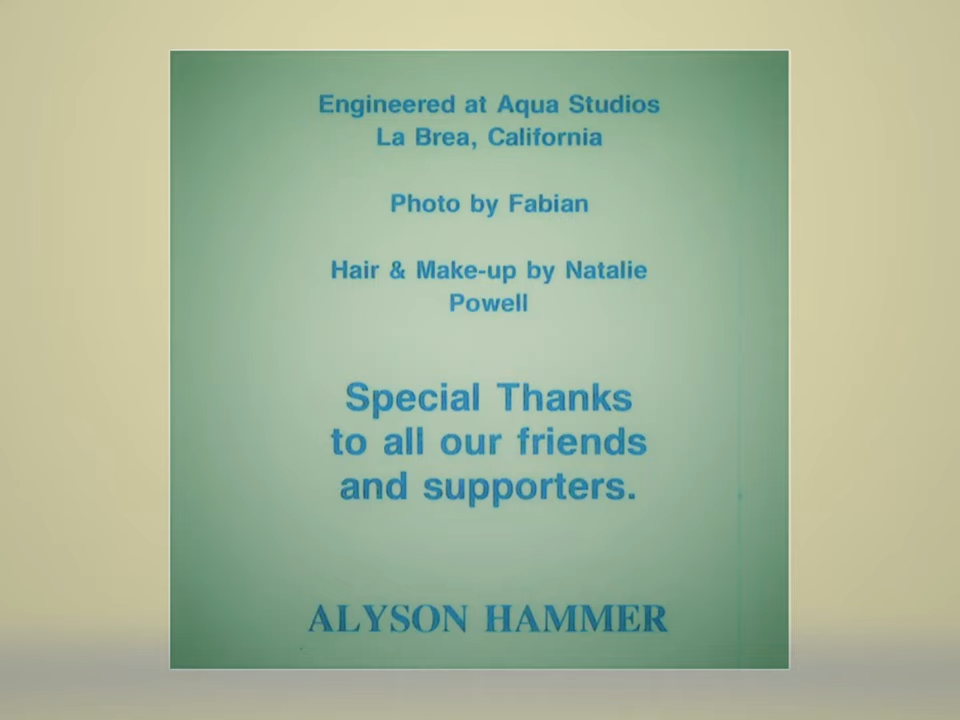 Engineered at Aqua Studios
La Brea, California
Photo by Fabian
Hair & Make-up by Natalie
Powell
Special Thanks
to all our friends
and supporters.
ALYSON HAMMER